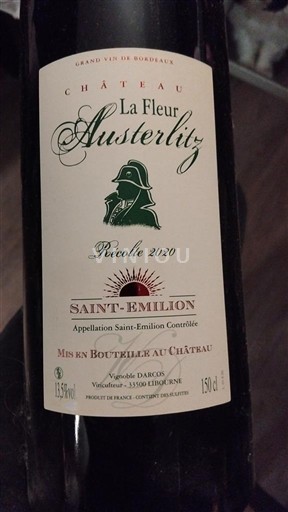 GRAND VIN DE BORDEAUX
CHÂTEAU
La Fleur
Austerlitz
Récolte 2020
VINIOU
SAINT-EMILION
Appellation Saint-Emilion Contrôlée
MIS EN BOUTEILLE AU CHÂTEAU
Vignoble DARCOS
Viticulteur - 33500 LIBOURNE
13.5%vol
150 cl
PRODUIT DE FRANCE - CONTIENT DES SULFITES